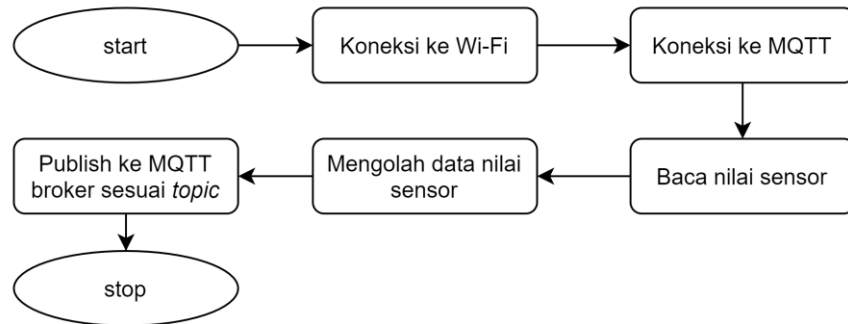 start
Koneksi ke Wi-Fi
Koneksi ke MQTT
Baca nilai sensor
Mengolah data nilai
sensor
Publish ke MQTT
broker sesuai topic
stop